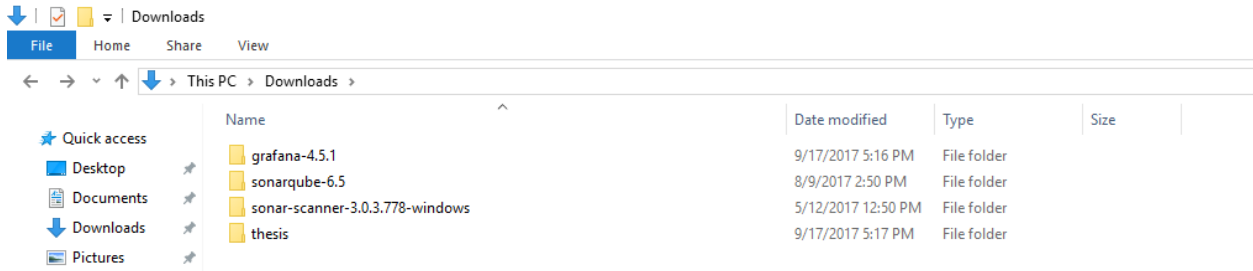 Downloads
File Home Share View
This PC > Downloads >
Name Date modified Type Size
Quick access
Desktop
Documents
Downloads
Pictures
grafana-4.5.1 9/17/2017 5:16 PM File folder
sonarqube-6.5 8/9/2017 2:50 PM File folder
sonar-scanner-3.0.3.778-windows 5/12/2017 12:50 PM File folder
thesis 9/17/2017 5:17 PM File folder